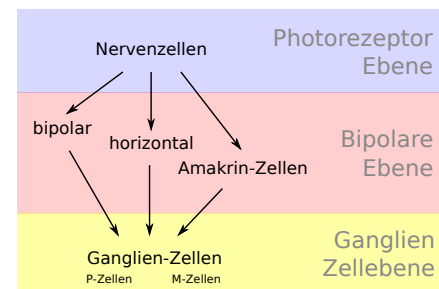 Photorezeptor
Ebene
Nervenzellen
bipolar
horizontal
Amakrin-Zellen
Bipolare
Ebene
Ganglien-Zellen
P-Zellen M-Zellen
Ganglien
Zellebene